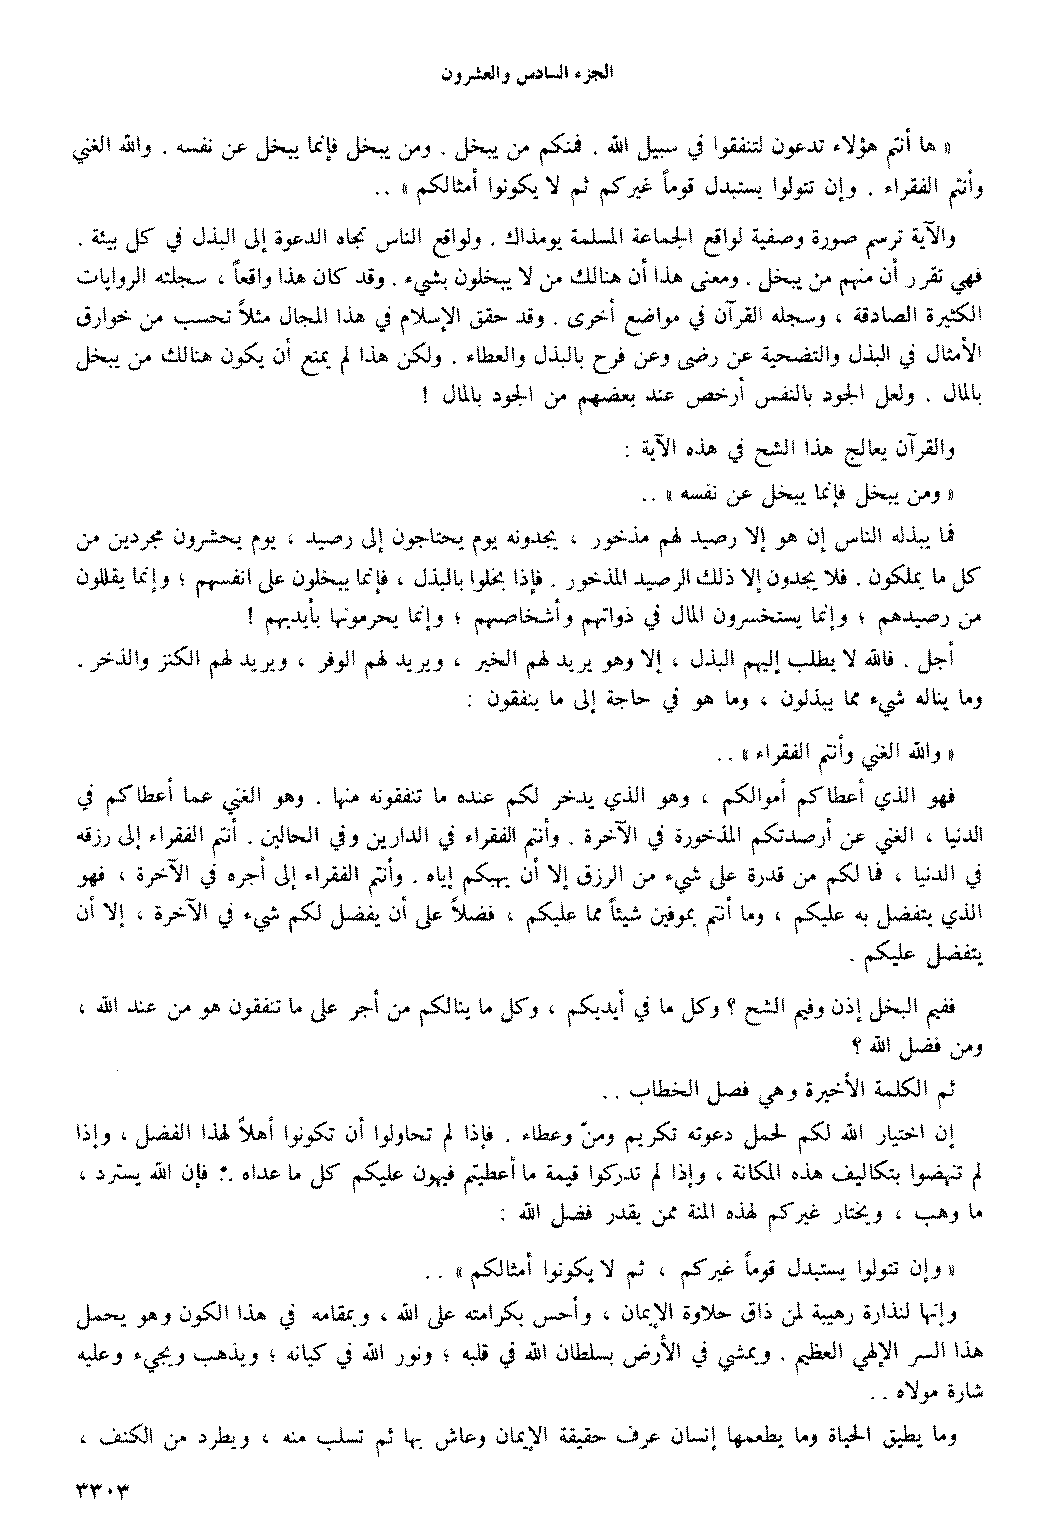 الجزء السادس والعشرون
« ها أنتم هؤلاء تدعون لتنفقوا في سبيل الله . فمنكم من يبخل . ومن يبخل فإنما يبخل عن نفسه . والله الغني
وأنتم الفقراء . وإن تتولوا يستبدل قوماً غيركم ثم لا يكونوا أمثالكم » ..
والآية ترسم صورة وصفية لواقع الجماعة المسلمة يومذاك . ولواقع الناس تجاه الدعوة إلى البذل في كل بيئة .
فهي تقرر أن منهم من يبخل . ومعنى هذا أن هنالك من لا يبخلون بشيء . وقد كان هذا واقعاً ، سجلته الروايات
الكثيرة الصادقة ، وسجله القرآن في مواضع أخرى . وقد حقق الإسلام في هذا المجال مثلاً تحسب من خوارق
الأمثال في البذل والتضحية عن رضى وعن فرح بالبذل والعطاء . ولكن هذا لم يمنع أن يكون هنالك من يبخل
بالمال . ولعل الجود بالنفس أرخص عند بعضهم من الجود بالمال !
والقرآن يعالج هذا الشح في هذه الآية :
« ومن يبخل فإنما يبخل عن نفسه » ..
فما يبذله الناس إن هو إلا رصيد لهم مذخور ، يجدونه يوم يحتاجون إلى رصيد ، يوم يحشرون مجردين من
كل ما يملكون . فلا يجدون إلا ذلك الرصيد المذخور . فإذا بخلوا بالبذل ، فإنما يبخلون على انفسهم ؛ وإنما يقللون
من رصيدهم ؛ وإنما يستخسرون المال في ذواتهم وأشخاصهم ؛ وإنما يحرمونها بأيديهم !
أجل . فالله لا يطلب إليهم البذل ، إلا وهو يريد لهم الخير ، ويريد لهم الوفر ، ويريد لهم الكنز والذخر .
وما يناله شيء مما يبذلون ، وما هو في حاجة إلى ما ينفقون :
« والله الغني وأنتم الفقراء » ..
فهو الذي أعطاكم أموالكم ، وهو الذي يدخر لكم عنده ما تنفقونه منها . وهو الغني عما أعطاكم في
الدنيا ، الغني عن أرصدتكم المذخورة في الآخرة . وأنتم الفقراء في الدارين وفي الحالين . أنتم الفقراء إلى رزقه
في الدنيا ، فما لكم من قدرة على شيء من الرزق إلا أن يهبكم إياه . وأنتم الفقراء إلى أجره في الآخرة ، فهو
الذي يتفضل به عليكم ، وما أنتم بموفين شيئاً مما عليكم ، فضلاً على أن يفضل لكم شيء في الآخرة ، إلا أن
يتفضل عليكم .
ففيم البخل إذن وفيم الشح ؟ وكل ما في أيديكم ، وكل ما ينالكم من أجر على ما تنفقون هو من عند الله ،
ومن فضل الله ؟
ثم الكلمة الأخيرة وهي فصل الخطاب ..
إن اختيار الله لكم لحمل دعوته تكريم ومنّ وعطاء . فإذا لم تحاولوا أن تكونوا أهلاً لهذا الفضل ، وإذا
لم تنهضوا بتكاليف هذه المكانة ، وإذا لم تدركوا قيمة ما أعطيتم فيهون عليكم كل ما عداه .. فإن الله يسترد ،
ما وهب ، ويختار غيركم لهذه المنة ممن يقدر فضل الله :
« وإن تتولوا يستبدل قوماً غيركم ، ثم لا يكونوا أمثالكم » ..
وإنها لنذارة رهيبة لمن ذاق حلاوة الإيمان ، وأحس بكرامته على الله ، وبمقامه في هذا الكون وهو يحمل
هذا السر الإلهي العظيم . ويمشي في الأرض بسلطان الله في قلبه ؛ ونور الله في كيانه ؛ ويذهب ويجيء وعليه
شارة مولاه ..
وما يطيق الحياة وما يطعمها إنسان عرف حقيقة الإيمان وعاش بها ثم تسلب منه ، ويطرد من الكنف ،
٣٣٠٣